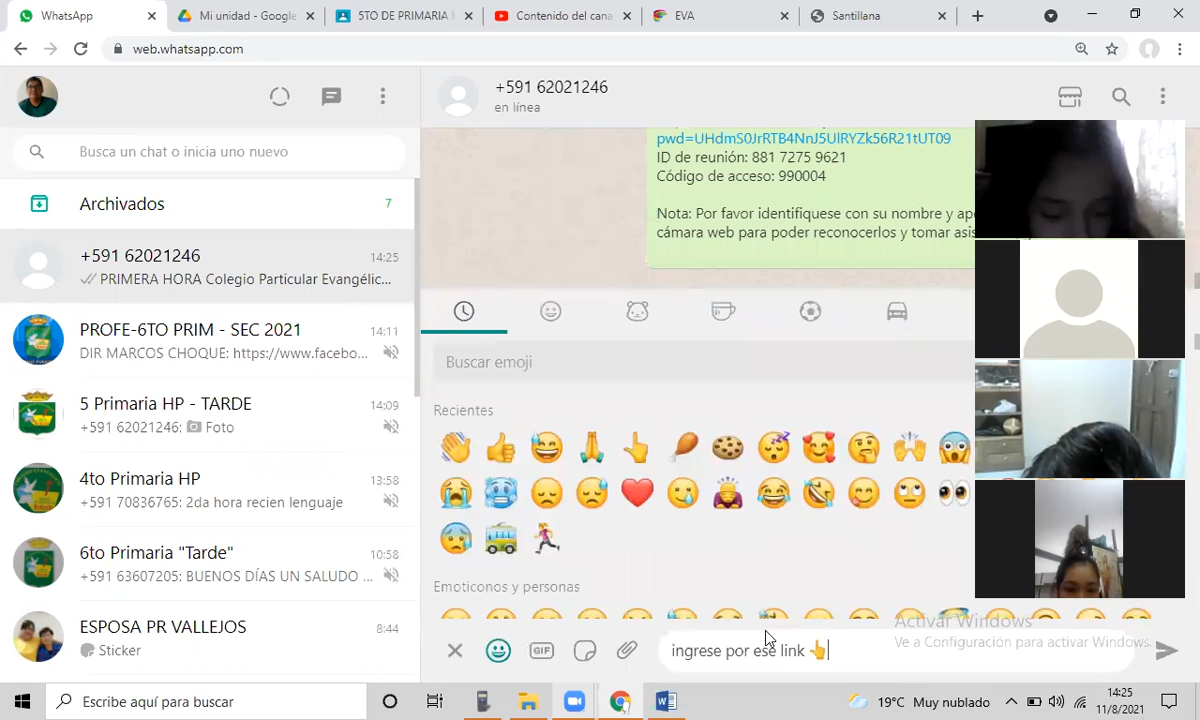 WhatsApp
Mi unidad - Google
5TO DE PRIMARIA
Contenido del cana
EVA
Santillana
web.whatsapp.com
+591 62021246
en línea
Busca un chat o inicia uno nuevo
Archivados
7
+591 62021246
14:25
PRIMERA HORA Colegio Particular Evangélic...
PROFE-6TO PRIM - SEC 2021
14:11
DIR MARCOS CHOQUE: https://www.facebo...
5 Primaria HP - TARDE
14:09
+591 62021246: Foto
4to Primaria HP
13:58
+591 70836765: 2da hora recien lenguaje
6to Primaria "Tarde"
10:58
+591 63607205: BUENOS DÍAS UN SALUDO ...
ESPOSA PR VALLEJOS
8:44
Sticker
ID de reunión: 881 7275 9621
Código de acceso: 990004
Nota: Por favor identifiquese con su nombre y
cámara web para poder reconocerlos y tomar
Buscar emoji
Recientes
Emoticonos y personas
GIF
ingrese por ese link 👆
Activar Windows
Ve a Configuración para activar Windows.
Escribe aquí para buscar
19°C Muy nublado
14:25
11/8/2021